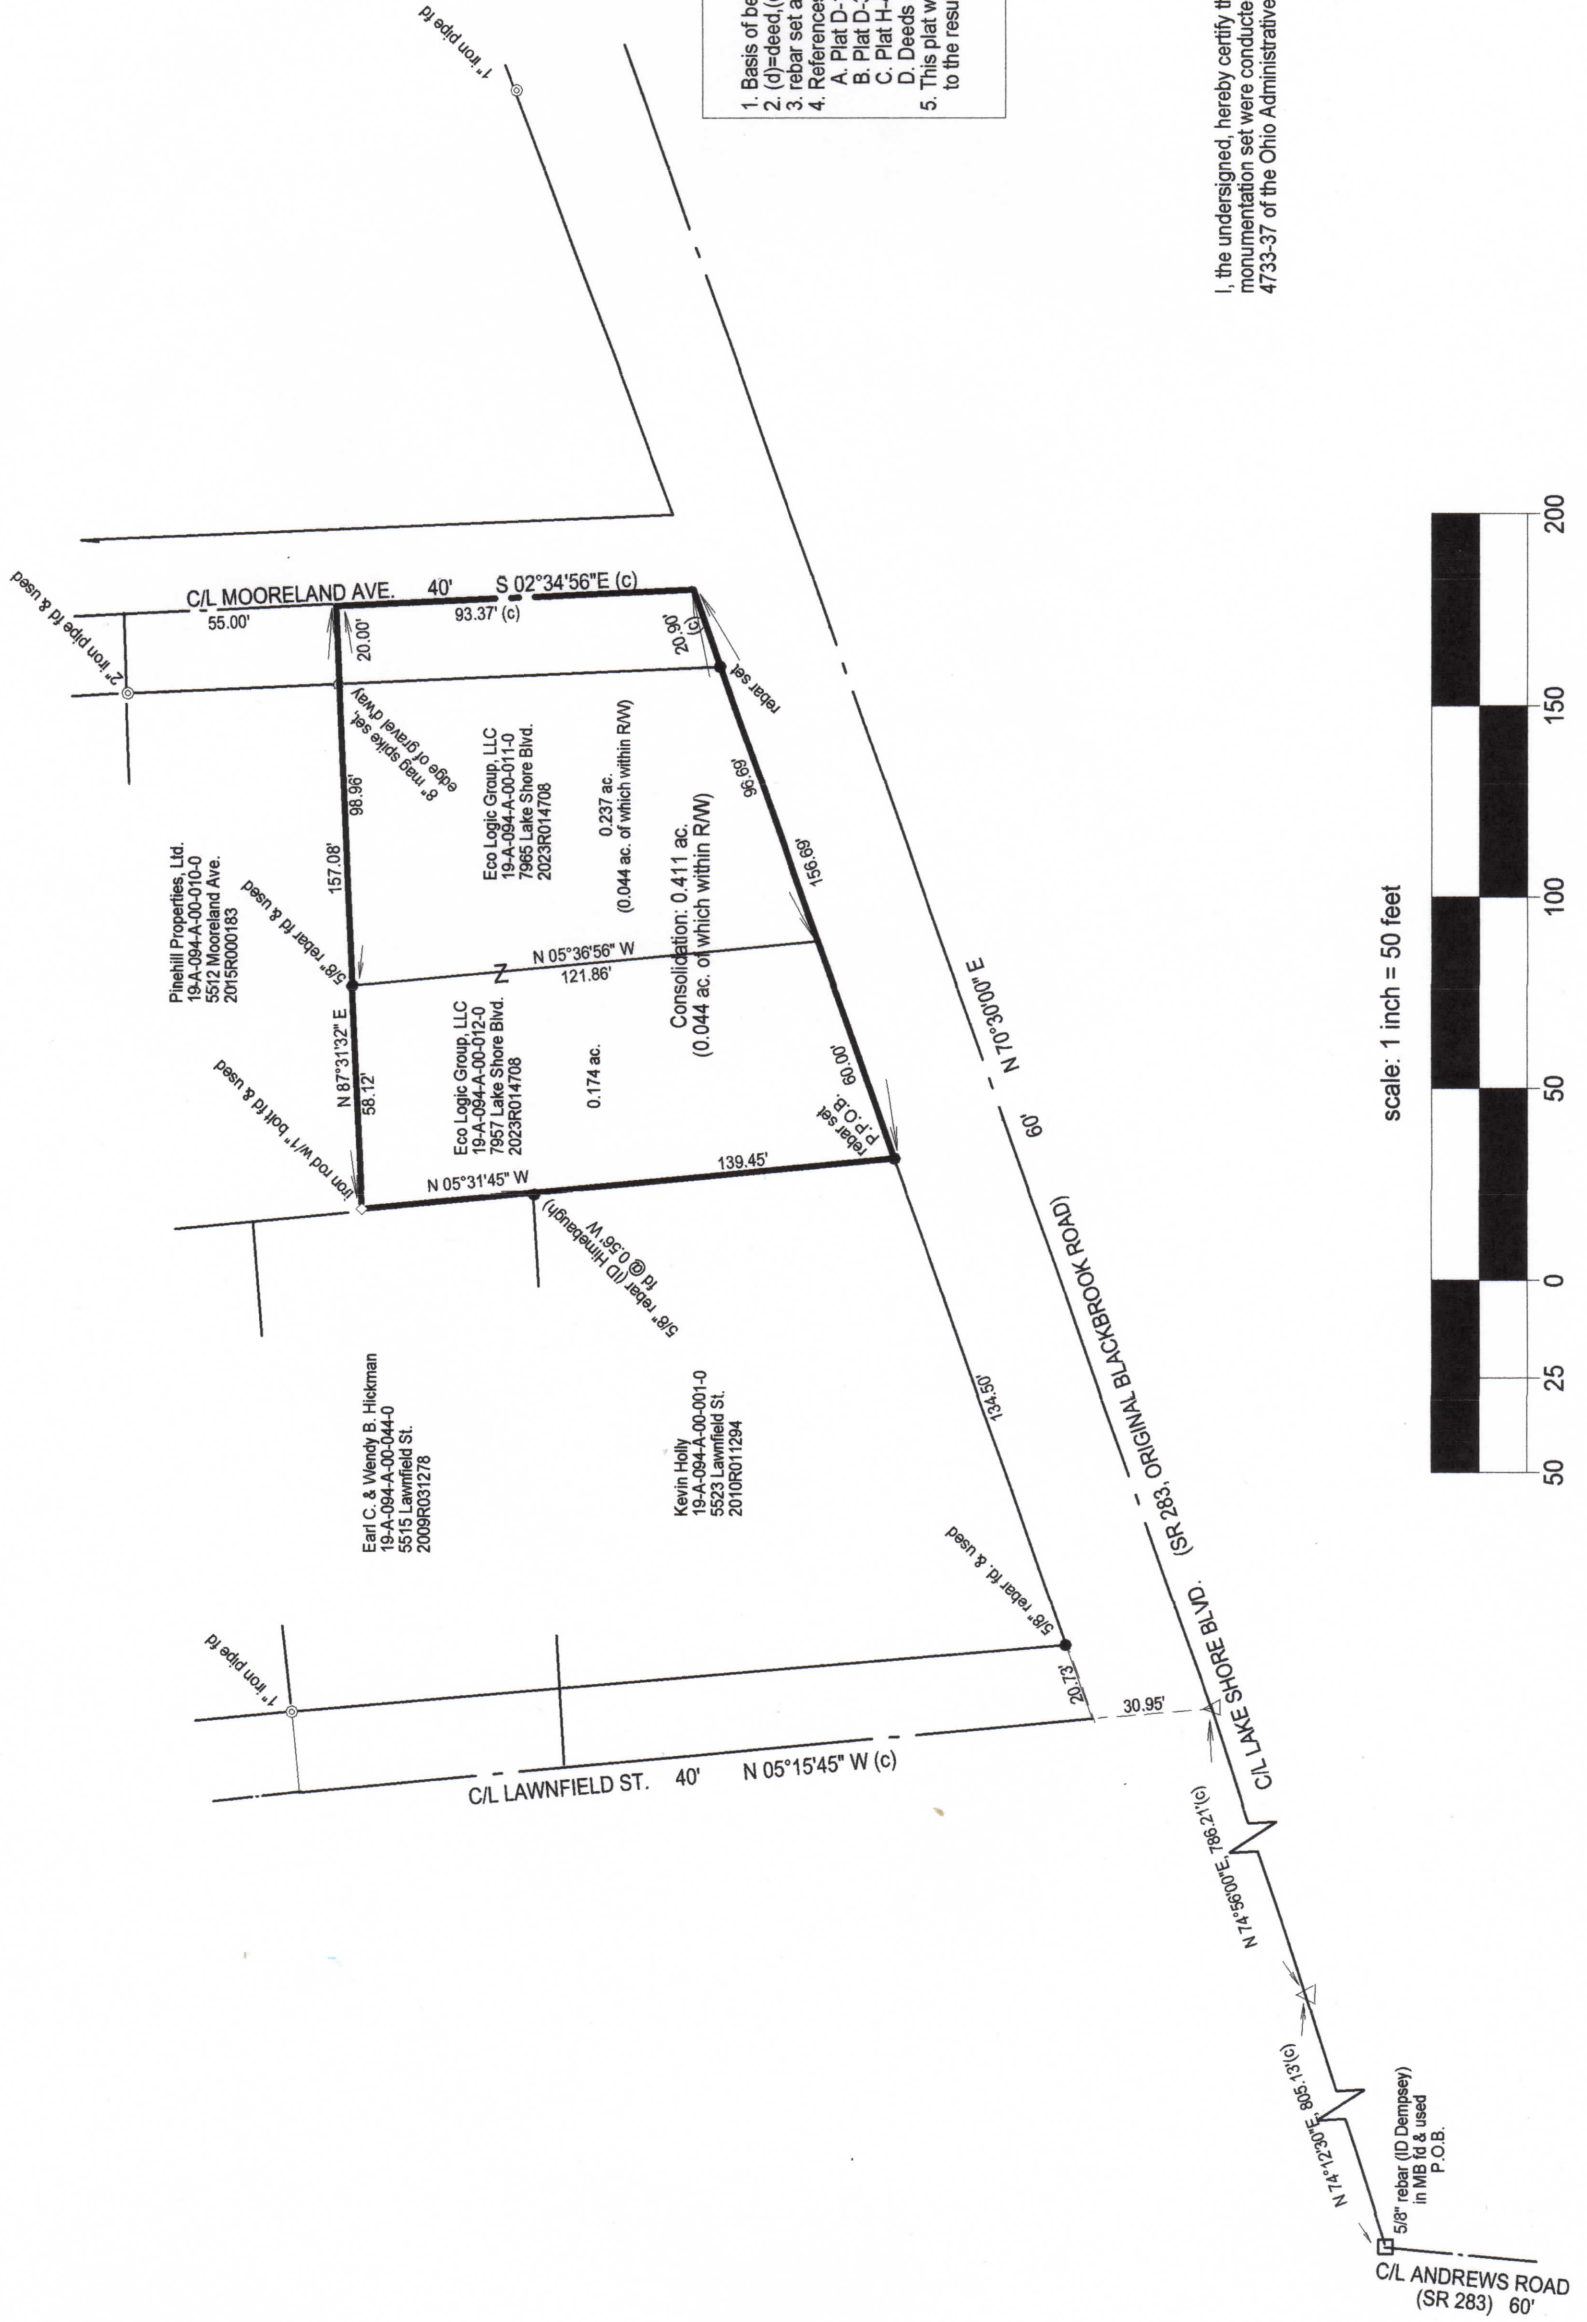 1" iron pipe fd
1. Basis of be
2. (d)=deed,(
3. rebar set a
4. References
A. Plat D-
B. Plat D-
C. Plat H-
D. Deeds
5. This plat w
to the resu
2" iron pipe fd & used
C/L MOORELAND AVE. 40' S 02°34'56"E (c)
55.00'
93.37' (c)
20.00'
20.90'
(c)
rebar set
8" mag spike set,
edge of gravel d'way
Pinehill Properties, Ltd.
19-A-094-A-00-010-0
5512 Mooreland Ave.
2015R000183
5/8" rebar fd & used
157.08'
98.96'
N 87°31'32" E
58.12'
iron rod w/1" bolt fd & used
Eco Logic Group, LLC
19-A-094-A-00-011-0
7965 Lake Shore Blvd.
2023R014708
0.237 ac.
(0.044 ac. of which within R/W)
Consolidation: 0.411 ac.
(0.044 ac. of which within R/W)
96.69'
156.69'
N 05°36'56" W
121.86'
Z
Eco Logic Group, LLC
19-A-094-A-00-012-0
7957 Lake Shore Blvd.
2023R014708
0.174 ac.
60.00'
rebar set
P.P.O.B.
N 05°31'45" W
139.45'
5/8" rebar (ID Himebaugh)
fd @ 0.56' W
Earl C. & Wendy B. Hickman
19-A-094-A-00-044-0
5515 Lawnfield St.
2009R031278
Kevin Holly
19-A-094-A-00-001-0
5523 Lawnfield St.
2010R011294
134.50'
5/8" rebar fd. & used
1" iron pipe fd
20.73'
30.95'
C/L LAWNFIELD ST. 40' N 05°15'45" W (c)
C/L LAKE SHORE BLVD. (SR 283, ORIGINAL BLACKBROOK ROAD) 60' N 70°30'00" E
N 74°56'00"E, 786.21'(c)
N 74°12'30"E, 805.13'(c)
5/8" rebar (ID Dempsey)
in MB fd & used
P.O.B.
C/L ANDREWS ROAD
(SR 283) 60'
I, the undersigned, hereby certify th
monumentation set were conducte
4733-37 of the Ohio Administrative
scale: 1 inch = 50 feet
50 25 0 50 100 150 200